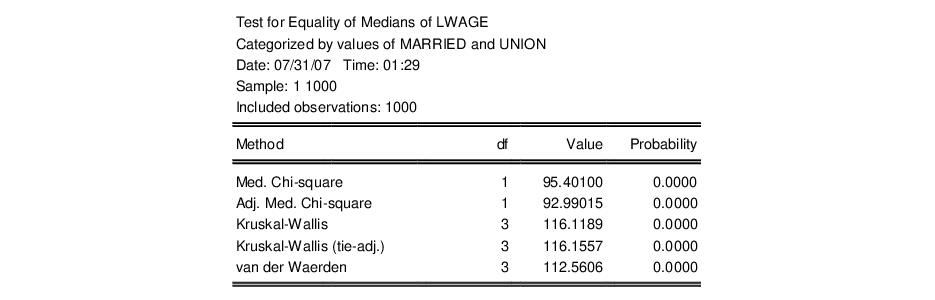 Test for Equality of Medians of LWAGE
Categorized by values of MARRIED and UNION
Date: 07/31/07 Time: 01:29
Sample: 1 1000
Included observations: 1000
Method df Value Probability
Med. Chi-square 1 95.40100 0.0000
Adj. Med. Chi-square 1 92.99015 0.0000
Kruskal-Wallis 3 116.1189 0.0000
Kruskal-Wallis (tie-adj.) 3 116.1557 0.0000
van der Waerden 3 112.5606 0.0000